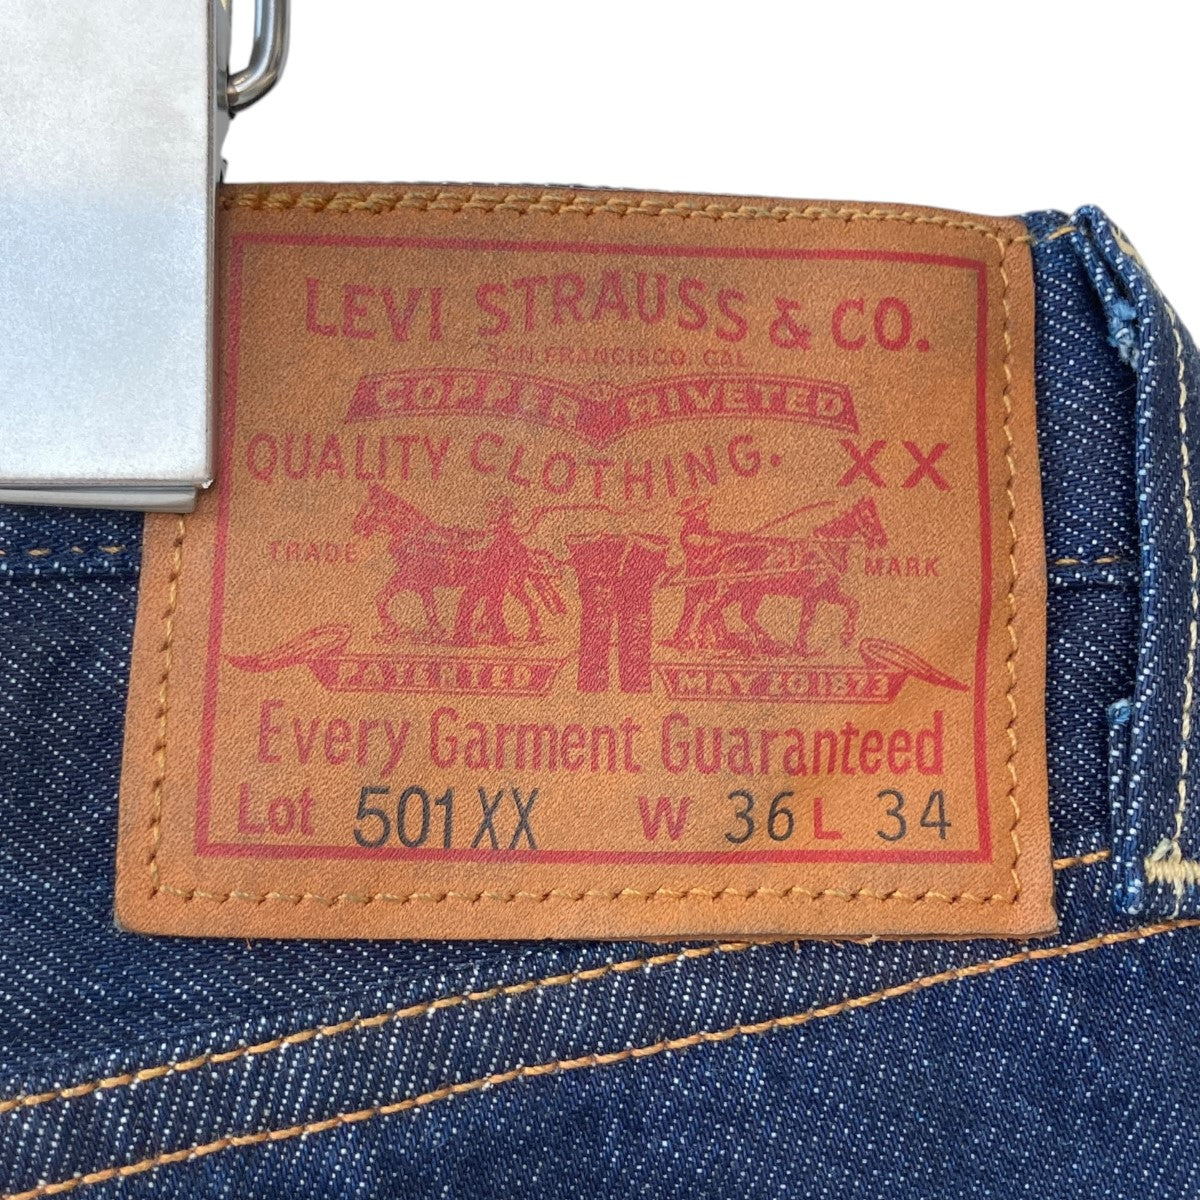 LEVI STRAUSS & CO.
SAN FRANCISCO, CAL.
COPPER RIVETED
QUALITY CLOTHING. XX
TRADE MARK
PATENTED MAY 20 1873
Every Garment Guaranteed
Lot 501XX W 36 L 34